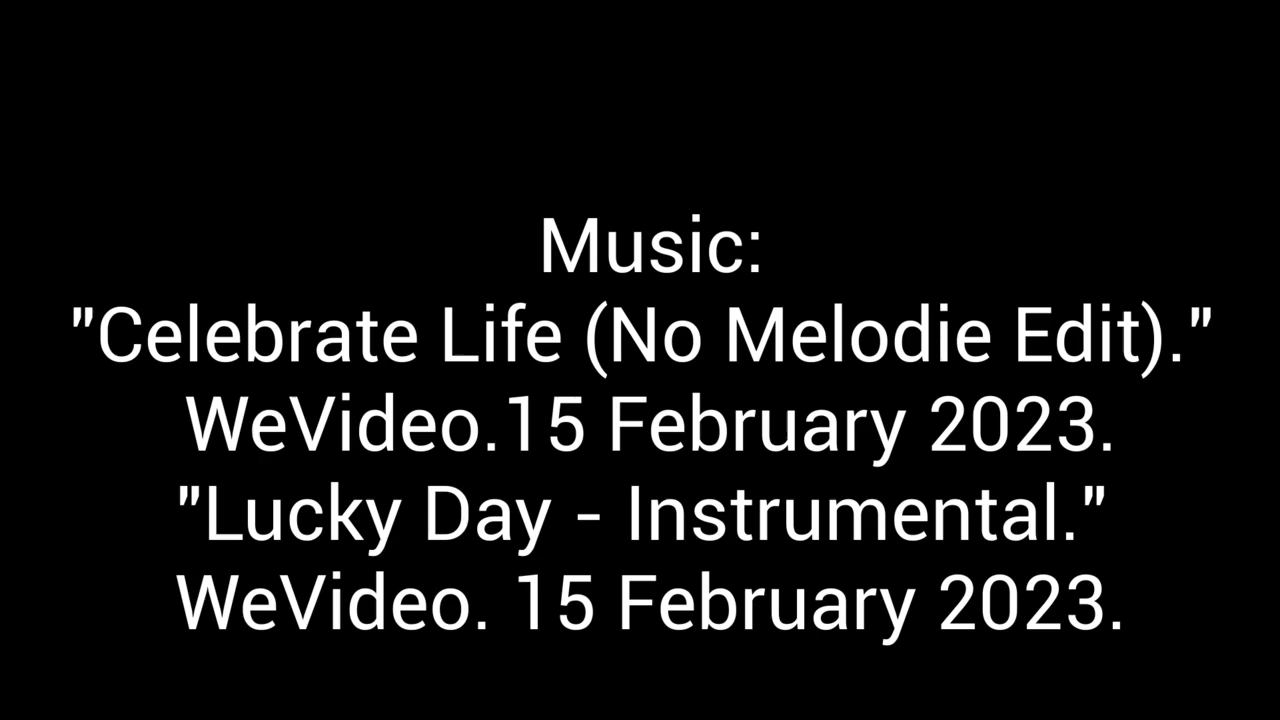 Music:
"Celebrate Life (No Melodie Edit)."
WeVideo.15 February 2023.
"Lucky Day - Instrumental."
WeVideo. 15 February 2023.